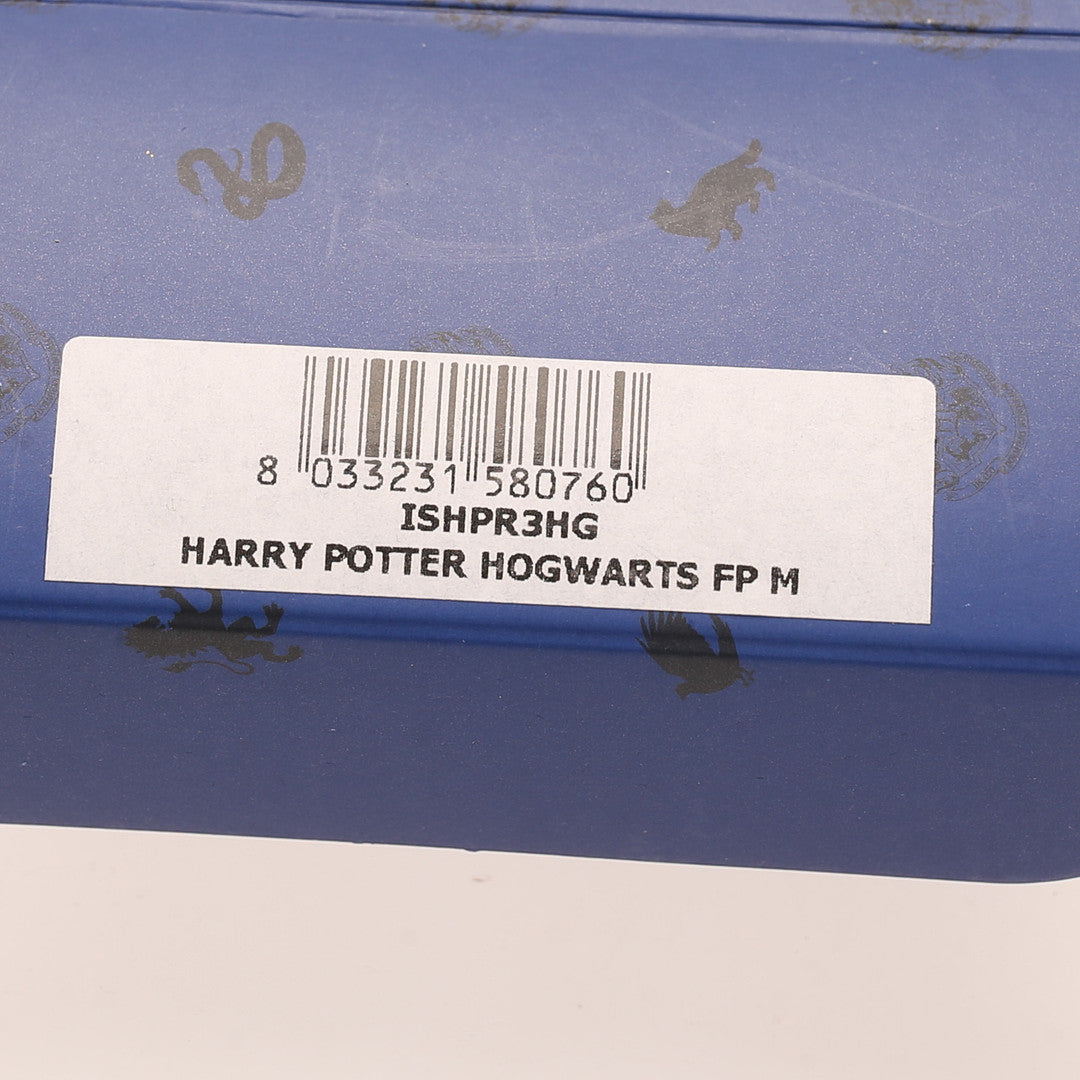 8 033231 580760
ISHPR3HG
HARRY POTTER HOGWARTS FP M